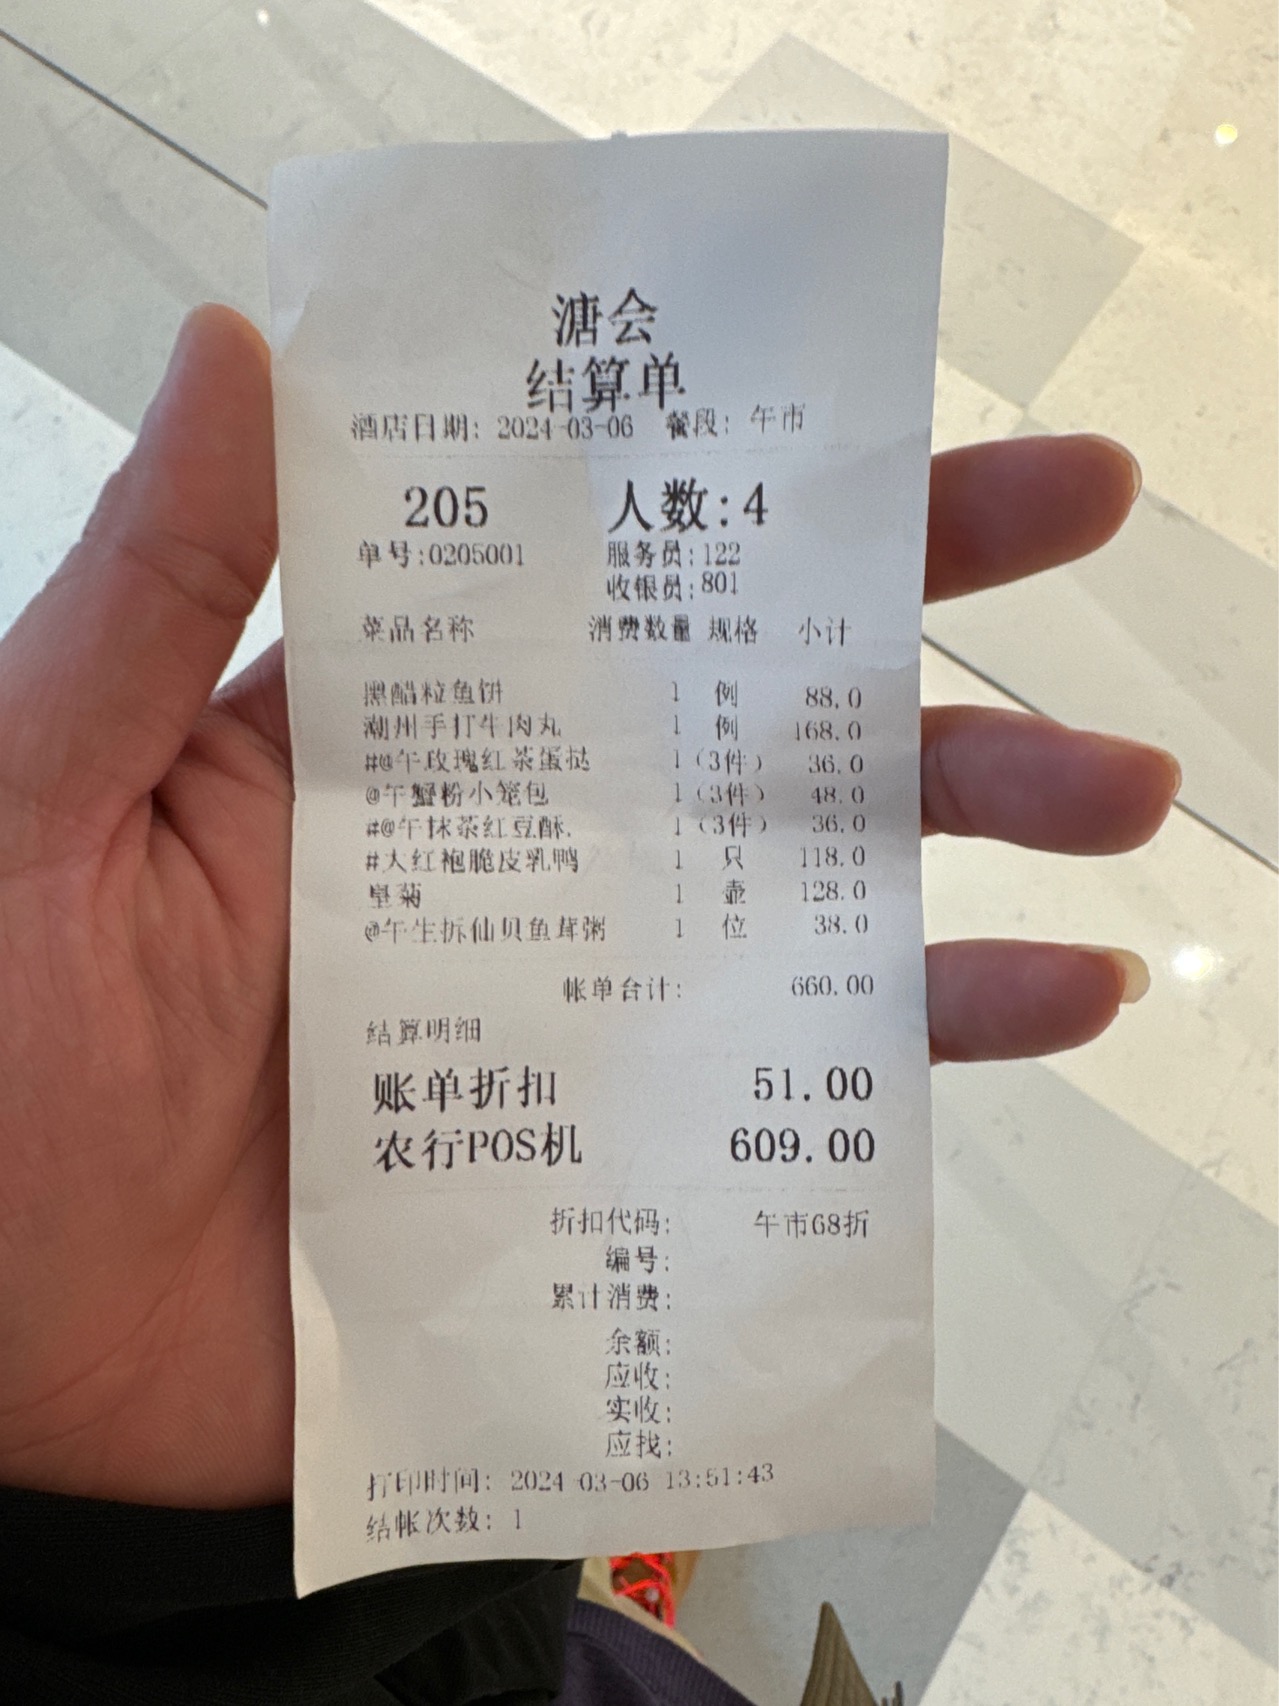 溏会
结算单
酒店日期: 2024-03-06 餐段: 午市
205 人数:4
单号:0205001 服务员:122
收银员:801
菜品名称 消费数量 规格 小计
黑醋粒鱼饼 1 例 88.0
潮州手打牛肉丸 1 例 168.0
#@午玫瑰红茶蛋挞 1 (3件) 36.0
@午蟹粉小笼包 1 (3件) 48.0
#@午抹茶红豆酥. 1 (3件) 36.0
#大红袍脆皮乳鸭 1 只 118.0
皇菊 1 壶 128.0
@午生拆仙贝鱼茸粥 1 位 38.0
帐单合计: 660.00
结算明细
账单折扣 51.00
农行POS机 609.00
折扣代码: 午市68折
编号:
累计消费:
余额:
应收:
实收:
应找:
打印时间: 2024-03-06 13:51:43
结帐次数: 1